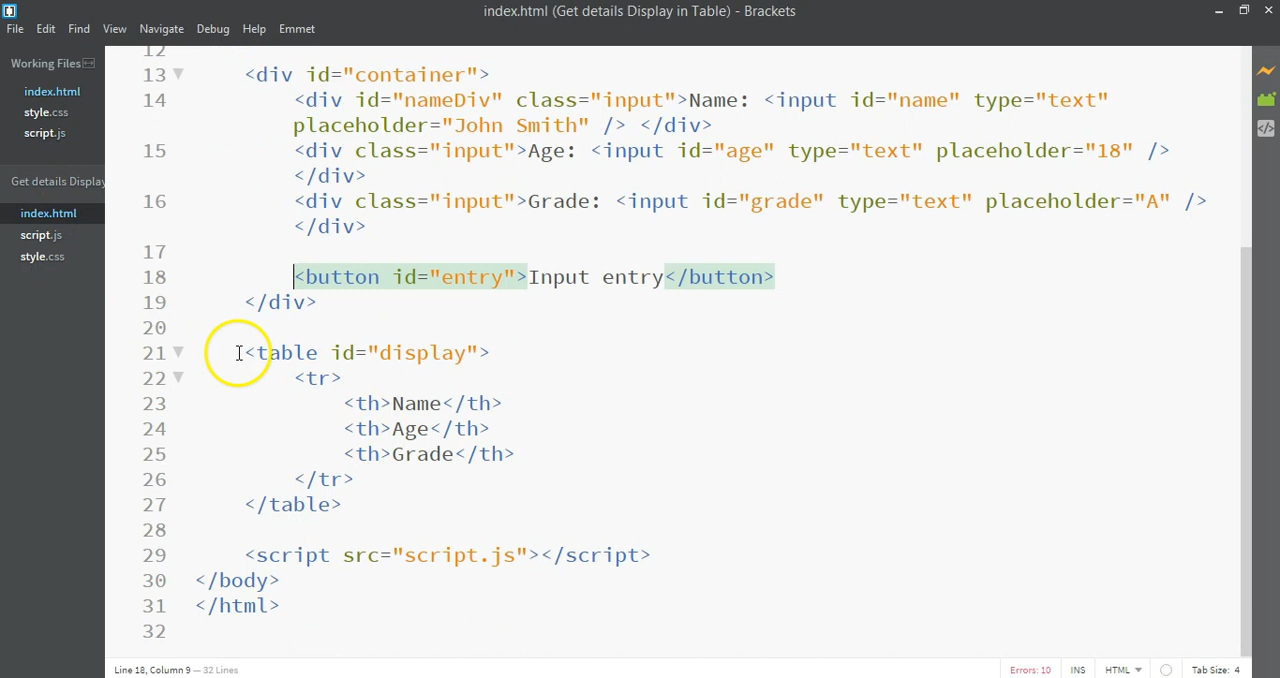 index.html (Get details Display in Table) - Brackets
File Edit Find View Navigate Debug Help Emmet
Working Files
index.html
style.css
script.js
Get details Display
index.html
script.js
style.css
12
13 <div id="container">
14 <div id="nameDiv" class="input">Name: <input id="name" type="text"
placeholder="John Smith" /> </div>
15 <div class="input">Age: <input id="age" type="text" placeholder="18" />
</div>
16 <div class="input">Grade: <input id="grade" type="text" placeholder="A" />
</div>
17
18 <button id="entry">Input entry</button>
19 </div>
20
21 <table id="display">
22 <tr>
23 <th>Name</th>
24 <th>Age</th>
25 <th>Grade</th>
26 </tr>
27 </table>
28
29 <script src="script.js"></script>
30 </body>
31 </html>
32
Line 18, Column 9 — 32 Lines
Errors: 10 INS HTML Tab Size: 4